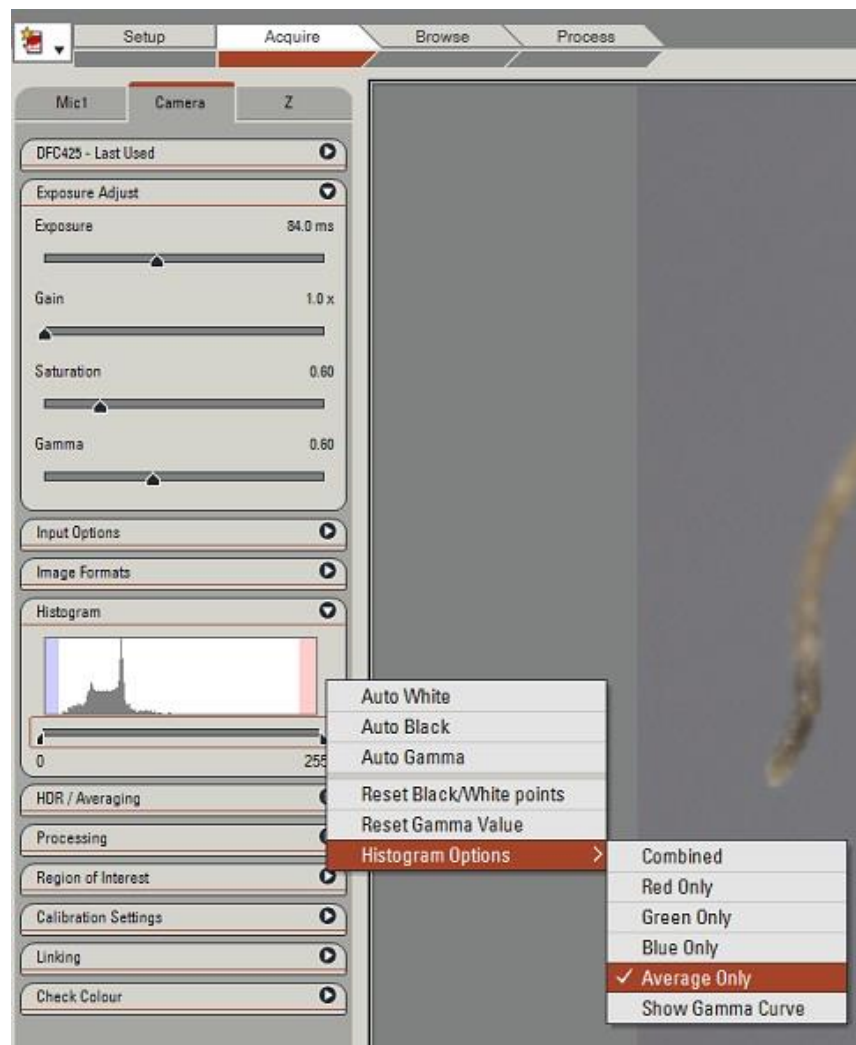 Setup Acquire Browse Process
Mic1 Camera Z
DFC425 - Last Used
Exposure Adjust
Exposure 84.0 ms
Gain 1.0 x
Saturation 0.60
Gamma 0.60
Input Options
Image Formats
Histogram
0 255
HDR / Averaging
Processing
Region of Interest
Calibration Settings
Linking
Check Colour
Auto White
Auto Black
Auto Gamma
Reset Black/White points
Reset Gamma Value
Histogram Options
Combined
Red Only
Green Only
Blue Only
Average Only
Show Gamma Curve